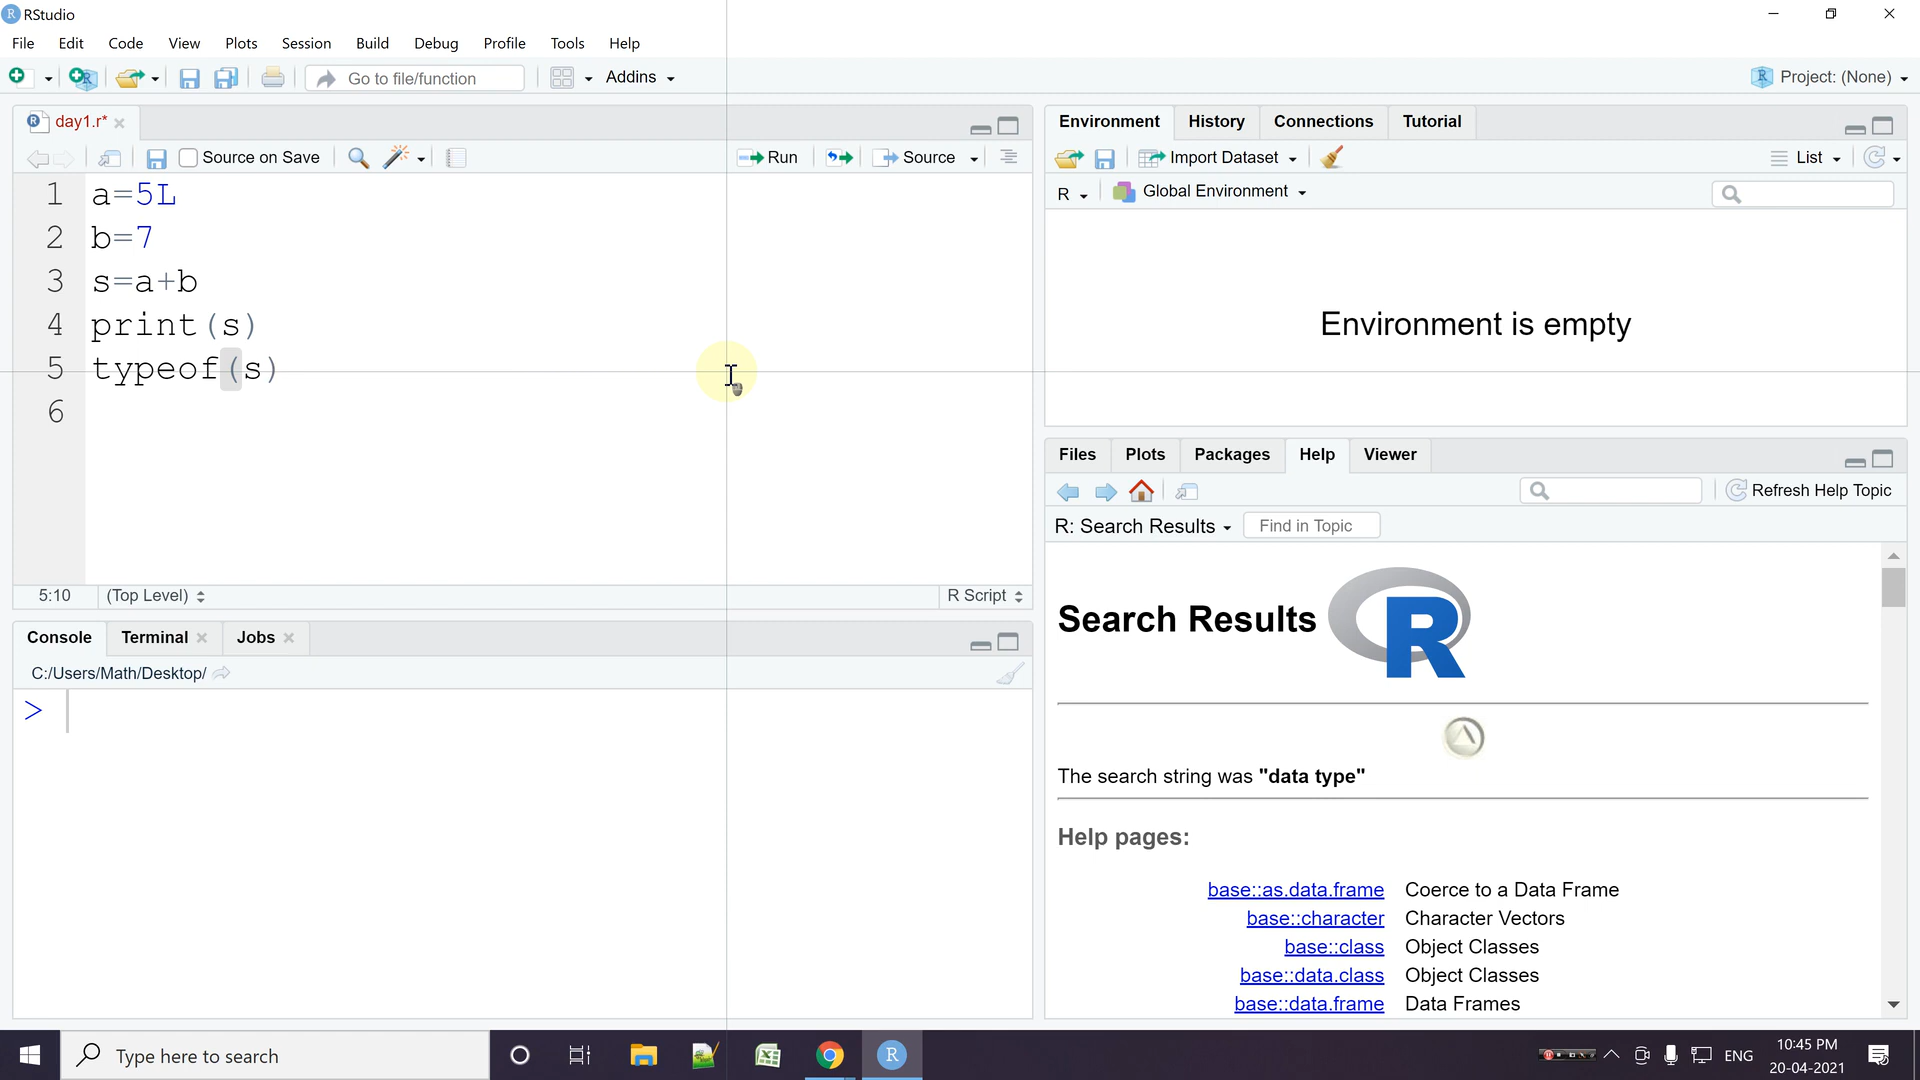 RStudio
File Edit Code View Plots Session Build Debug Profile Tools Help
Go to file/function Addins Project: (None)
day1.r*
Source on Save Run Source
1 a=5L
2 b=7
3 s=a+b
4 print(s)
5 typeof(s)
6
5:10 (Top Level) R Script
Console Terminal Jobs
C:/Users/Math/Desktop/
>
Environment History Connections Tutorial
Import Dataset List
R Global Environment
Environment is empty
Files Plots Packages Help Viewer
Refresh Help Topic
R: Search Results Find in Topic
Search Results R
The search string was "data type"
Help pages:
base::as.data.frame Coerce to a Data Frame
base::character Character Vectors
base::class Object Classes
base::data.class Object Classes
base::data.frame Data Frames
Type here to search
ENG
10:45 PM
20-04-2021